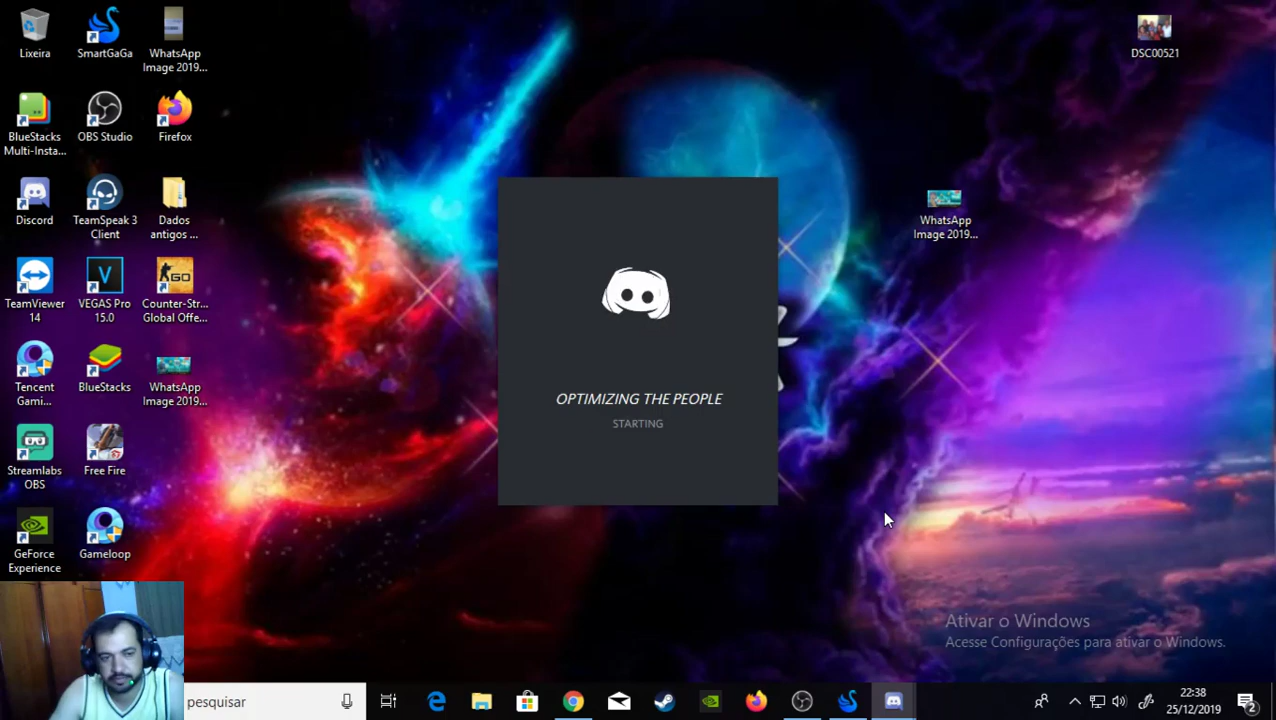 Lixeira
SmartGaGa
WhatsApp
Image 2019...
DSC00521
BlueStacks
Multi-Insta...
OBS Studio
Firefox
Discord
TeamSpeak 3
Client
Dados
antigos ...
WhatsApp
Image 2019...
TeamViewer
14
VEGAS Pro
15.0
Counter-Str...
Global Offe...
GO
Tencent
Gami...
BlueStacks
WhatsApp
Image 2019...
OPTIMIZING THE PEOPLE
STARTING
Streamlabs
OBS
Free Fire
GeForce
Experience
Gameloop
Ativar o Windows
Acesse Configurações para ativar o Windows.
pesquisar
22:38
25/12/2019
2